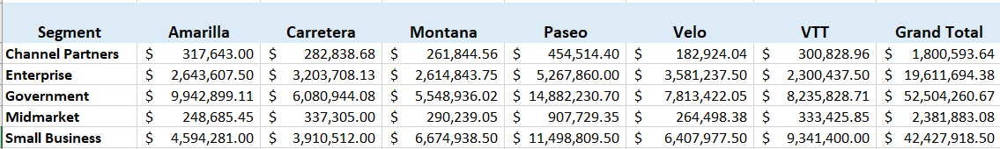 Segment Amarilla Carretera Montana Paseo Velo VTT Grand Total
Channel Partners $ 317,643.00 $ 282,838.68 $ 261,844.56 $ 454,514.40 $ 182,924.04 $ 300,828.96 $ 1,800,593.64
Enterprise $ 2,643,607.50 $ 3,203,708.13 $ 2,614,843.75 $ 5,267,860.00 $ 3,581,237.50 $ 2,300,437.50 $ 19,611,694.38
Government $ 9,942,899.11 $ 6,080,944.08 $ 5,548,936.02 $ 14,882,230.70 $ 7,813,422.05 $ 8,235,828.71 $ 52,504,260.67
Midmarket $ 248,685.45 $ 337,305.00 $ 290,239.05 $ 907,729.35 $ 264,498.38 $ 333,425.85 $ 2,381,883.08
Small Business $ 4,594,281.00 $ 3,910,512.00 $ 6,674,938.50 $ 11,498,809.50 $ 6,407,977.50 $ 9,341,400.00 $ 42,427,918.50